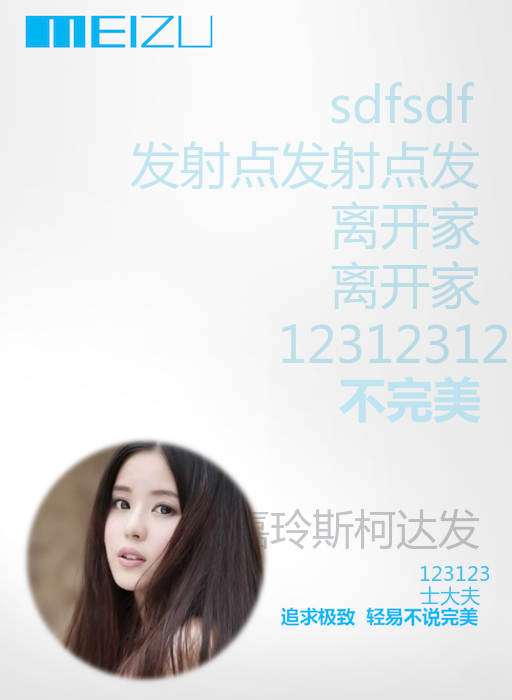 MEIZU
sdfsdf
发射点发射点发
离开家
离开家
12312312
不完美
嘉玲斯柯达发
123123
士大夫
追求极致 轻易不说完美